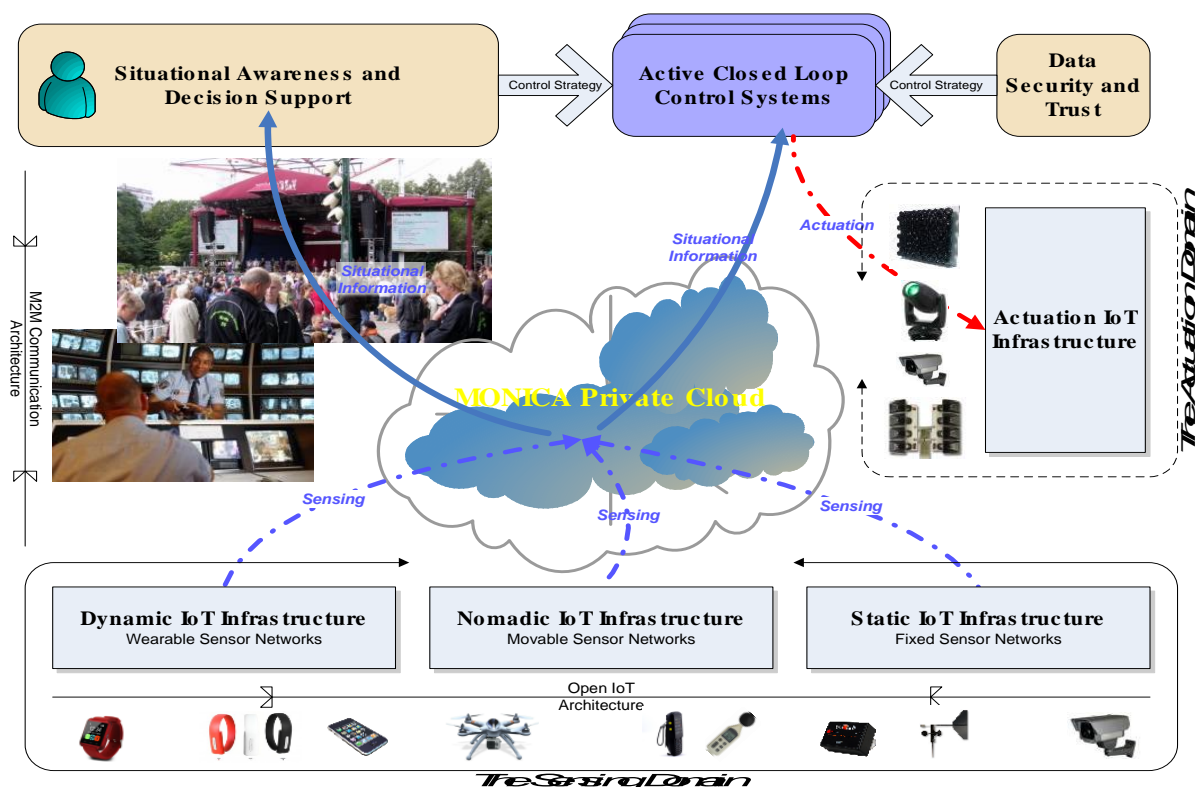 Situational Awareness and
Decision Support
Control Strategy
Active Closed Loop
Control Systems
Control Strategy
Data
Security and
Trust
M2M Communication
Architecture
Situational
Information
Situational
Information
Actuation
Actuation IoT
Infrastructure
The Actuation Domain
MONICA Private Cloud
Sensing
Sensing
Sensing
Dynamic IoT Infrastructure
Wearable Sensor Networks
Nomadic IoT Infrastructure
Movable Sensor Networks
Static IoT Infrastructure
Fixed Sensor Networks
Open IoT
Architecture
The Sensing Domain